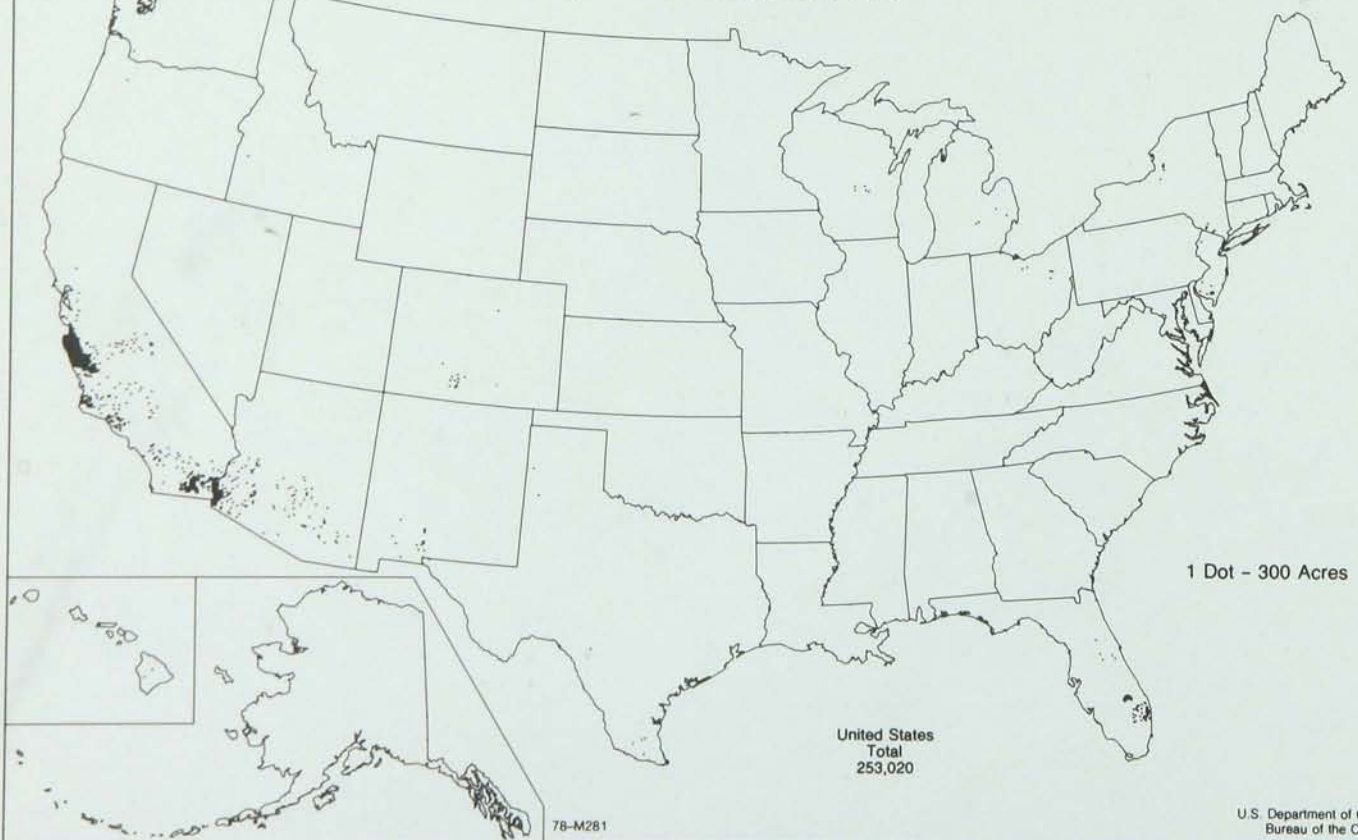 1 Dot – 300 Acres
United States
Total
253,020
78–M281
U.S. Department of
Bureau of the